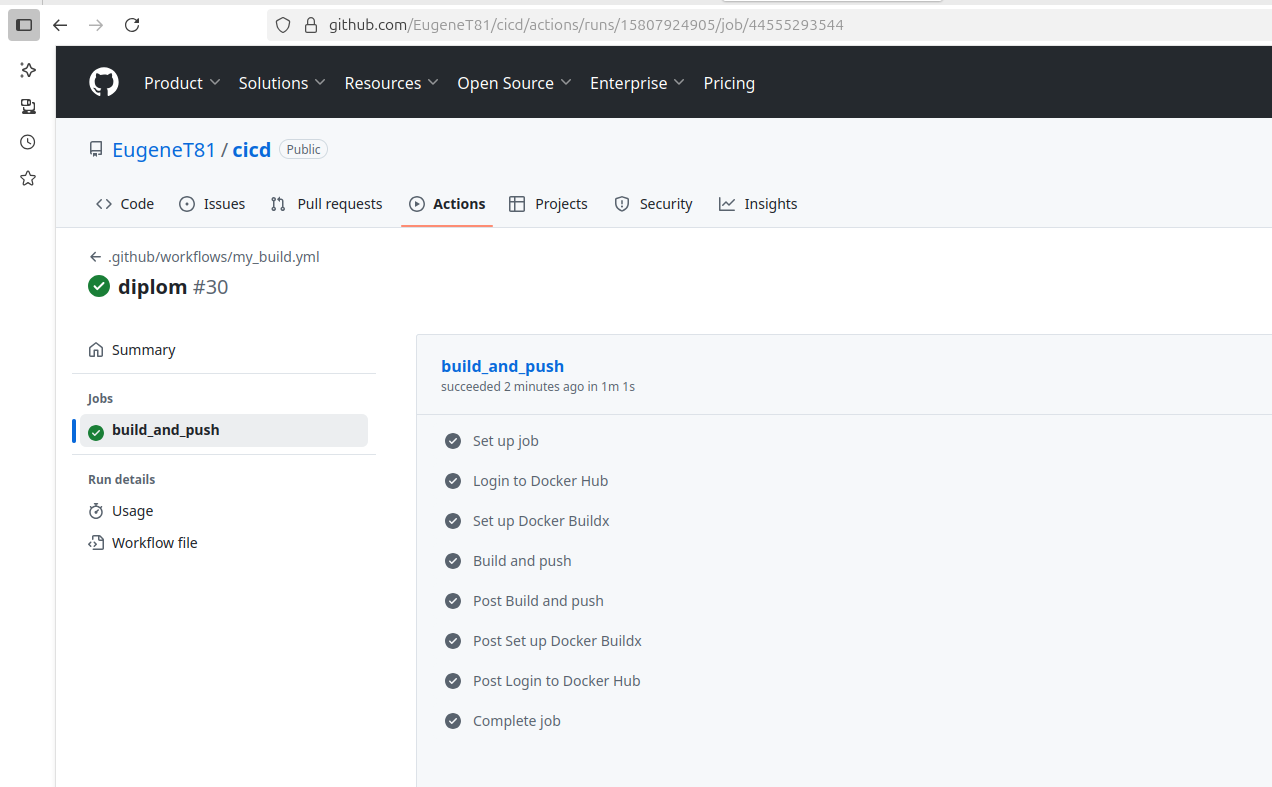 github.com/EugeneT81/cicd/actions/runs/15807924905/job/44555293544
Product Solutions Resources Open Source Enterprise Pricing
EugeneT81 / cicd Public
Code Issues Pull requests Actions Projects Security Insights
.github/workflows/my_build.yml
diplom #30
Summary
Jobs
build_and_push
Run details
Usage
Workflow file
build_and_push
succeeded 2 minutes ago in 1m 1s
Set up job
Login to Docker Hub
Set up Docker Buildx
Build and push
Post Build and push
Post Set up Docker Buildx
Post Login to Docker Hub
Complete job